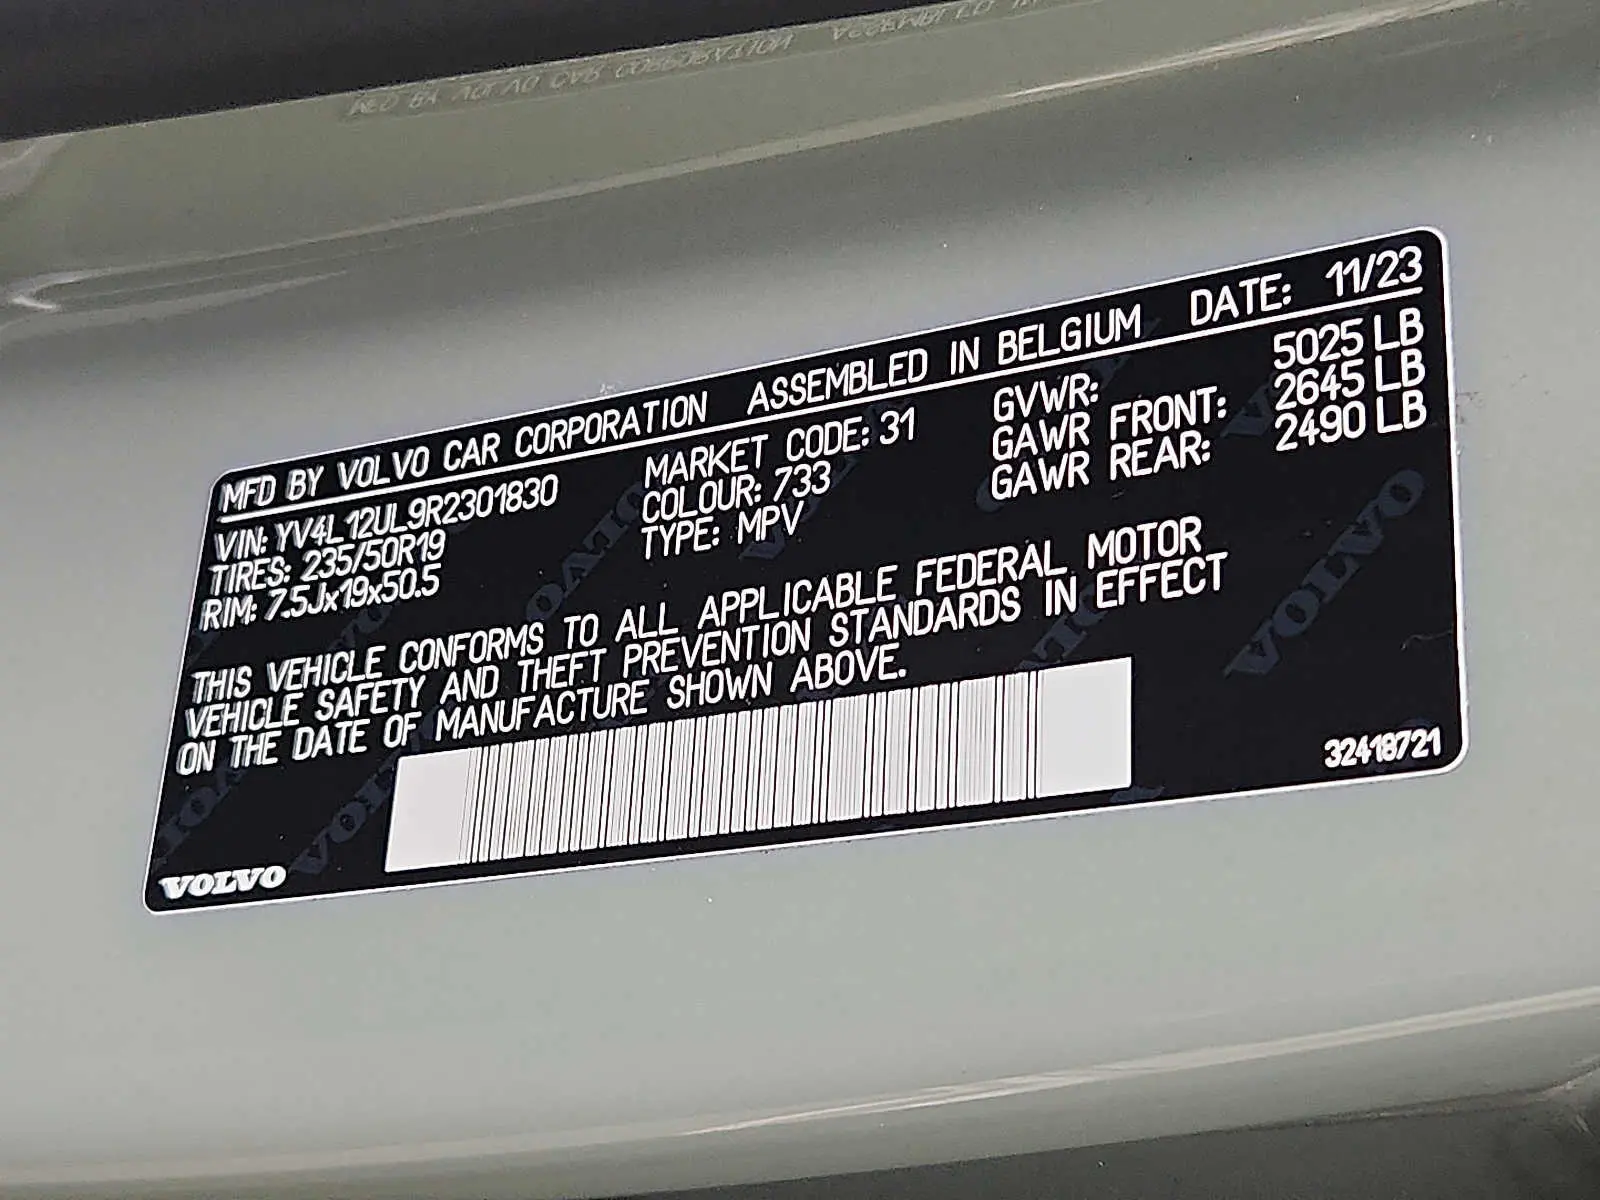 MFD BY VOLVO CAR CORPORATION ASSEMBLED IN BELGIUM DATE: 11/23
VIN: YV4L12UL9R2301830
TIRES: 235/50R19
RIM: 7.5Jx19x50.5
MARKET CODE: 31
COLOUR: 733
TYPE: MPV
GVWR: 5025 LB
GAWR FRONT: 2645 LB
GAWR REAR: 2490 LB
THIS VEHICLE CONFORMS TO ALL APPLICABLE FEDERAL MOTOR
VEHICLE SAFETY AND THEFT PREVENTION STANDARDS IN EFFECT
ON THE DATE OF MANUFACTURE SHOWN ABOVE.
32418721
VOLVO